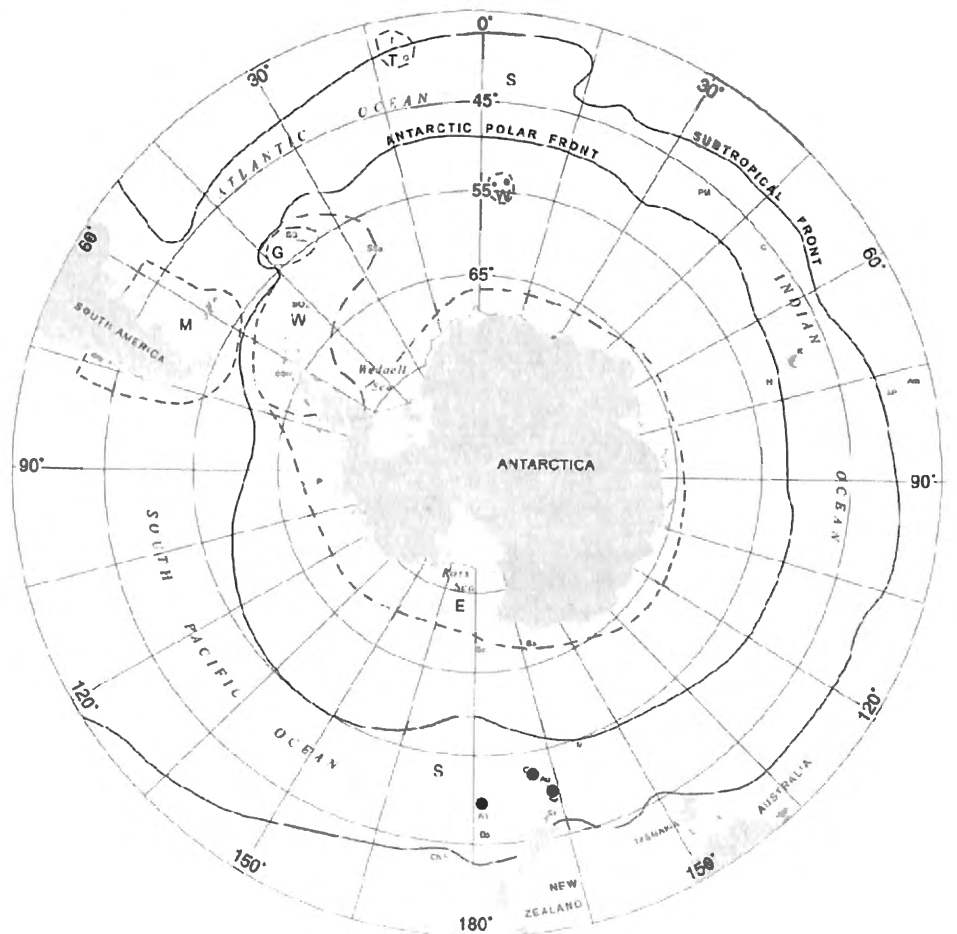 0°
T
30°
S
30°
ATLANTIC OCEAN
45°
ANTARCTIC POLAR FRONT
SUBTROPICAL FRONT
PM
55°
60°
G
60°
65°
W
INDIAN OCEAN
M
SOUTH AMERICA
Weddell
Sea
K
H
ANTARCTICA
90°
90°
Ross
Sea
E
SOUTH PACIFIC OCEAN
120°
120°
S
C
AUSTRALIA
TASMANIA
150°
150°
NEW
ZEALAND
180°